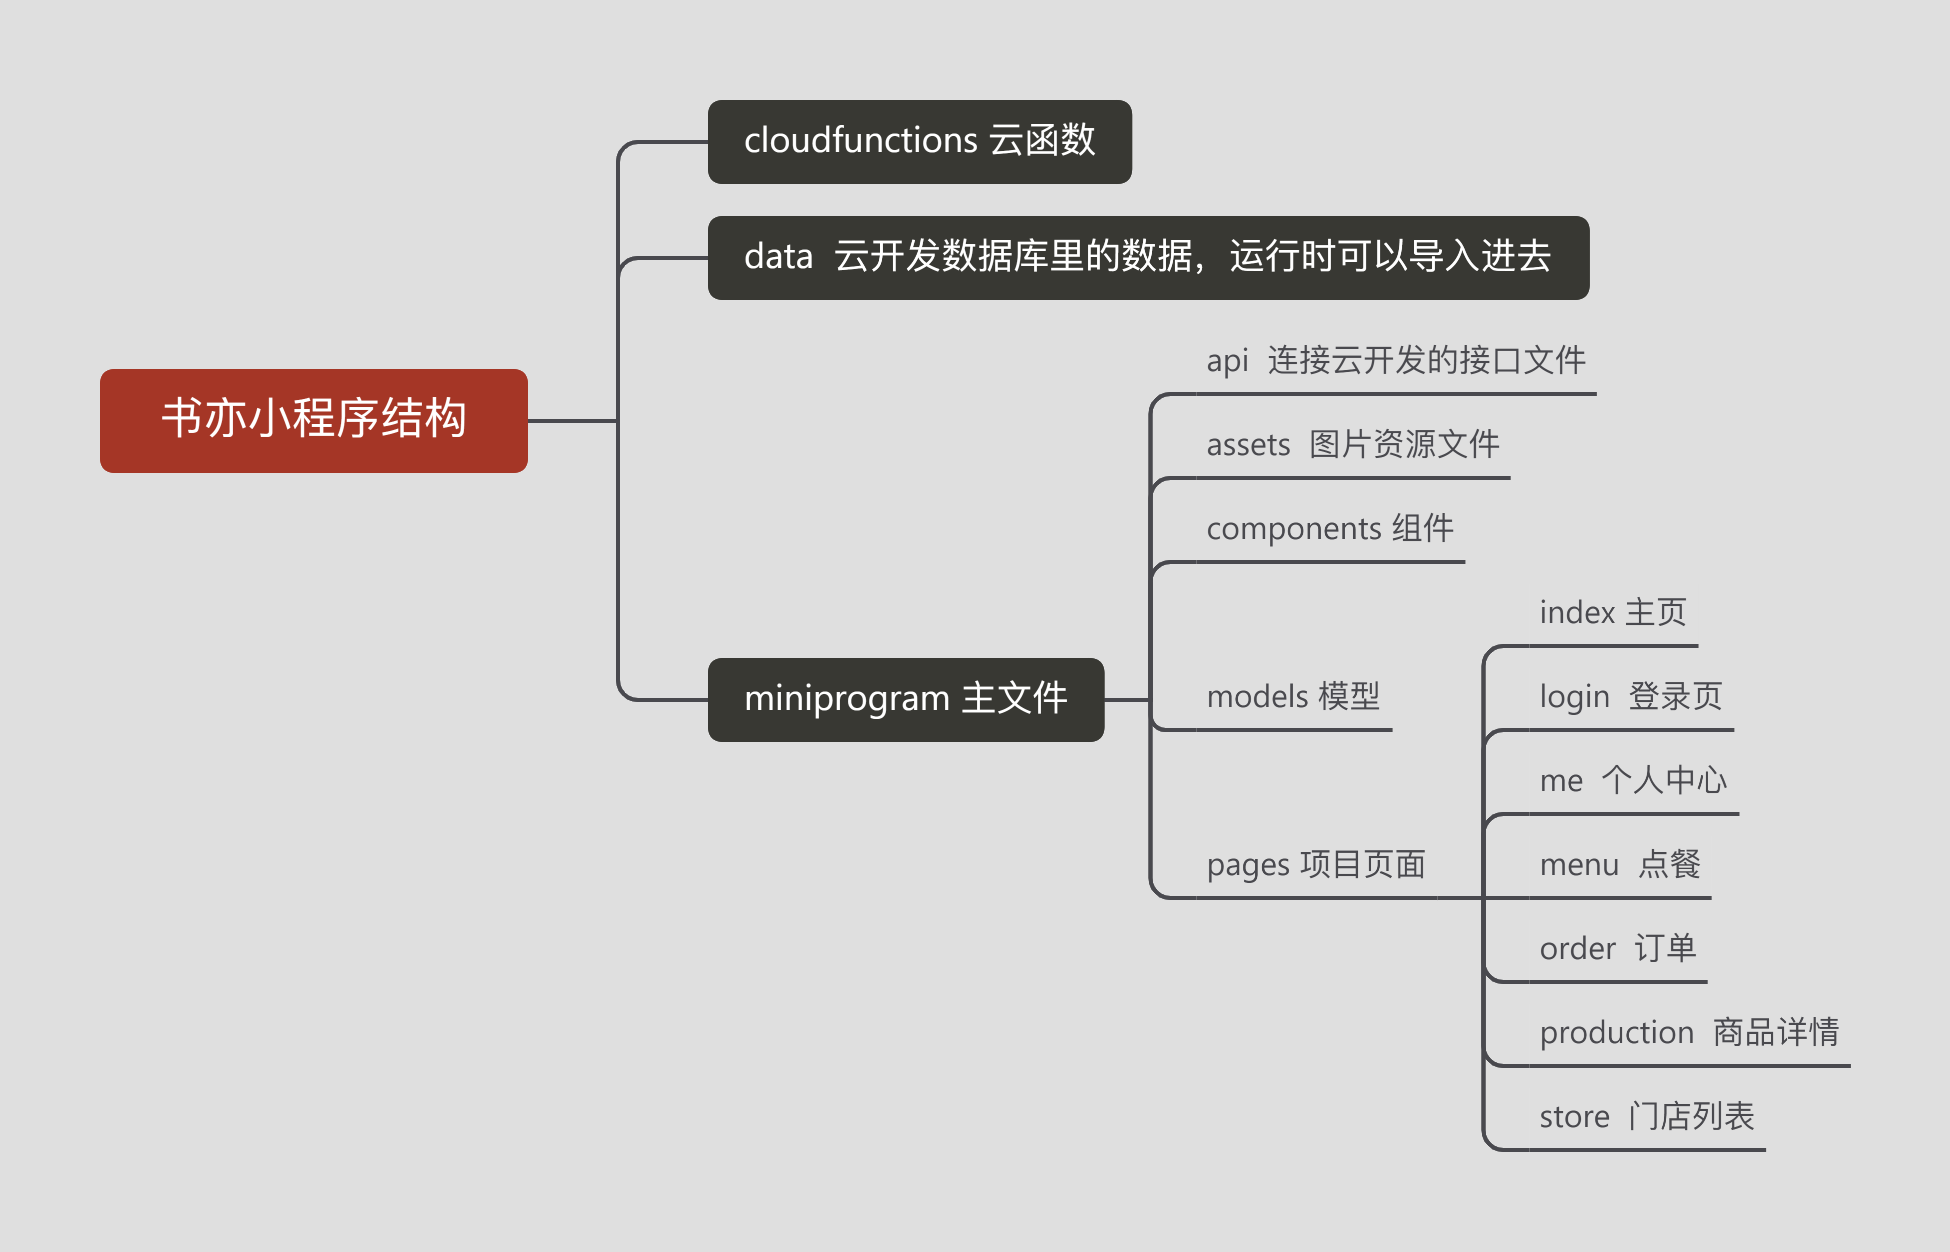 书亦小程序结构
cloudfunctions 云函数
data  云开发数据库里的数据，运行时可以导入进去
miniprogram 主文件
api  连接云开发的接口文件
assets  图片资源文件
components 组件
models 模型
pages 项目页面
index 主页
login  登录页
me  个人中心
menu  点餐
order  订单
production  商品详情
store  门店列表